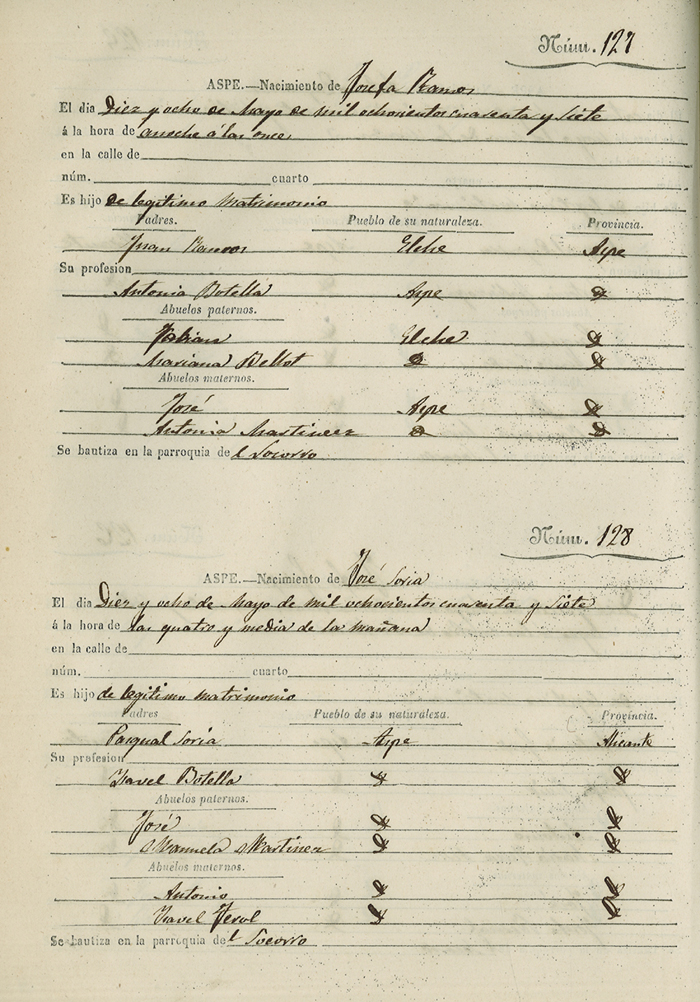 Núm. 127
ASPE.—Nacimiento de Josefa Ramos
El dia Diez y ocho de Mayo de mil ochocientos cuarenta y siete
á la hora de anoche á las once
en la calle de
núm. cuarto
Es hijo de legitimo matrimonio
Padres. Pueblo de su naturaleza. Provincia.
Juan Ramos Elche Aspe
Su profesion
Antonia Botella Aspe
Abuelos paternos.
Elche
Mariana Bellot
Abuelos maternos.
José Aspe
Antonia Martinez
Se bautiza en la parroquia del Socorro
Núm. 128
ASPE.—Nacimiento de José Soria
El dia Diez y ocho de Mayo de mil ochocientos cuarenta y siete
á la hora de las quatro y media de la mañana
en la calle de
núm. cuarto
Es hijo de legitimo matrimonio
Padres Pueblo de su naturaleza. Provincia.
Pasqual Soria Aspe Alicante
Su profesion
Ysavel Botella
Abuelos paternos.
José
Manuela Martinez
Abuelos maternos.
Antonio
Ysavel Ferol
Se bautiza en la parroquia del Socorro